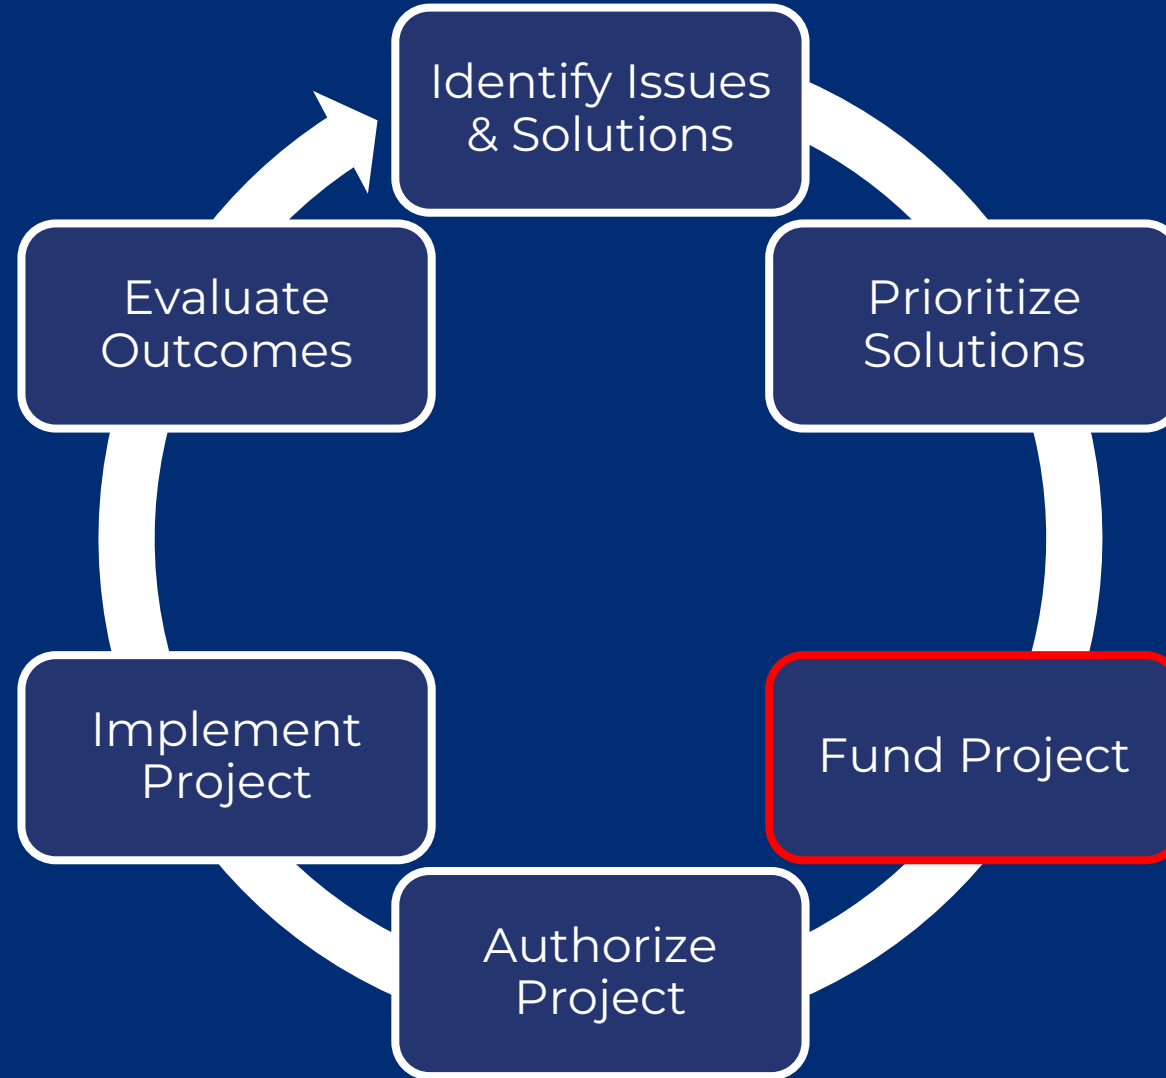 Identify Issues
& Solutions
Prioritize
Solutions
Fund Project
Authorize
Project
Implement
Project
Evaluate
Outcomes